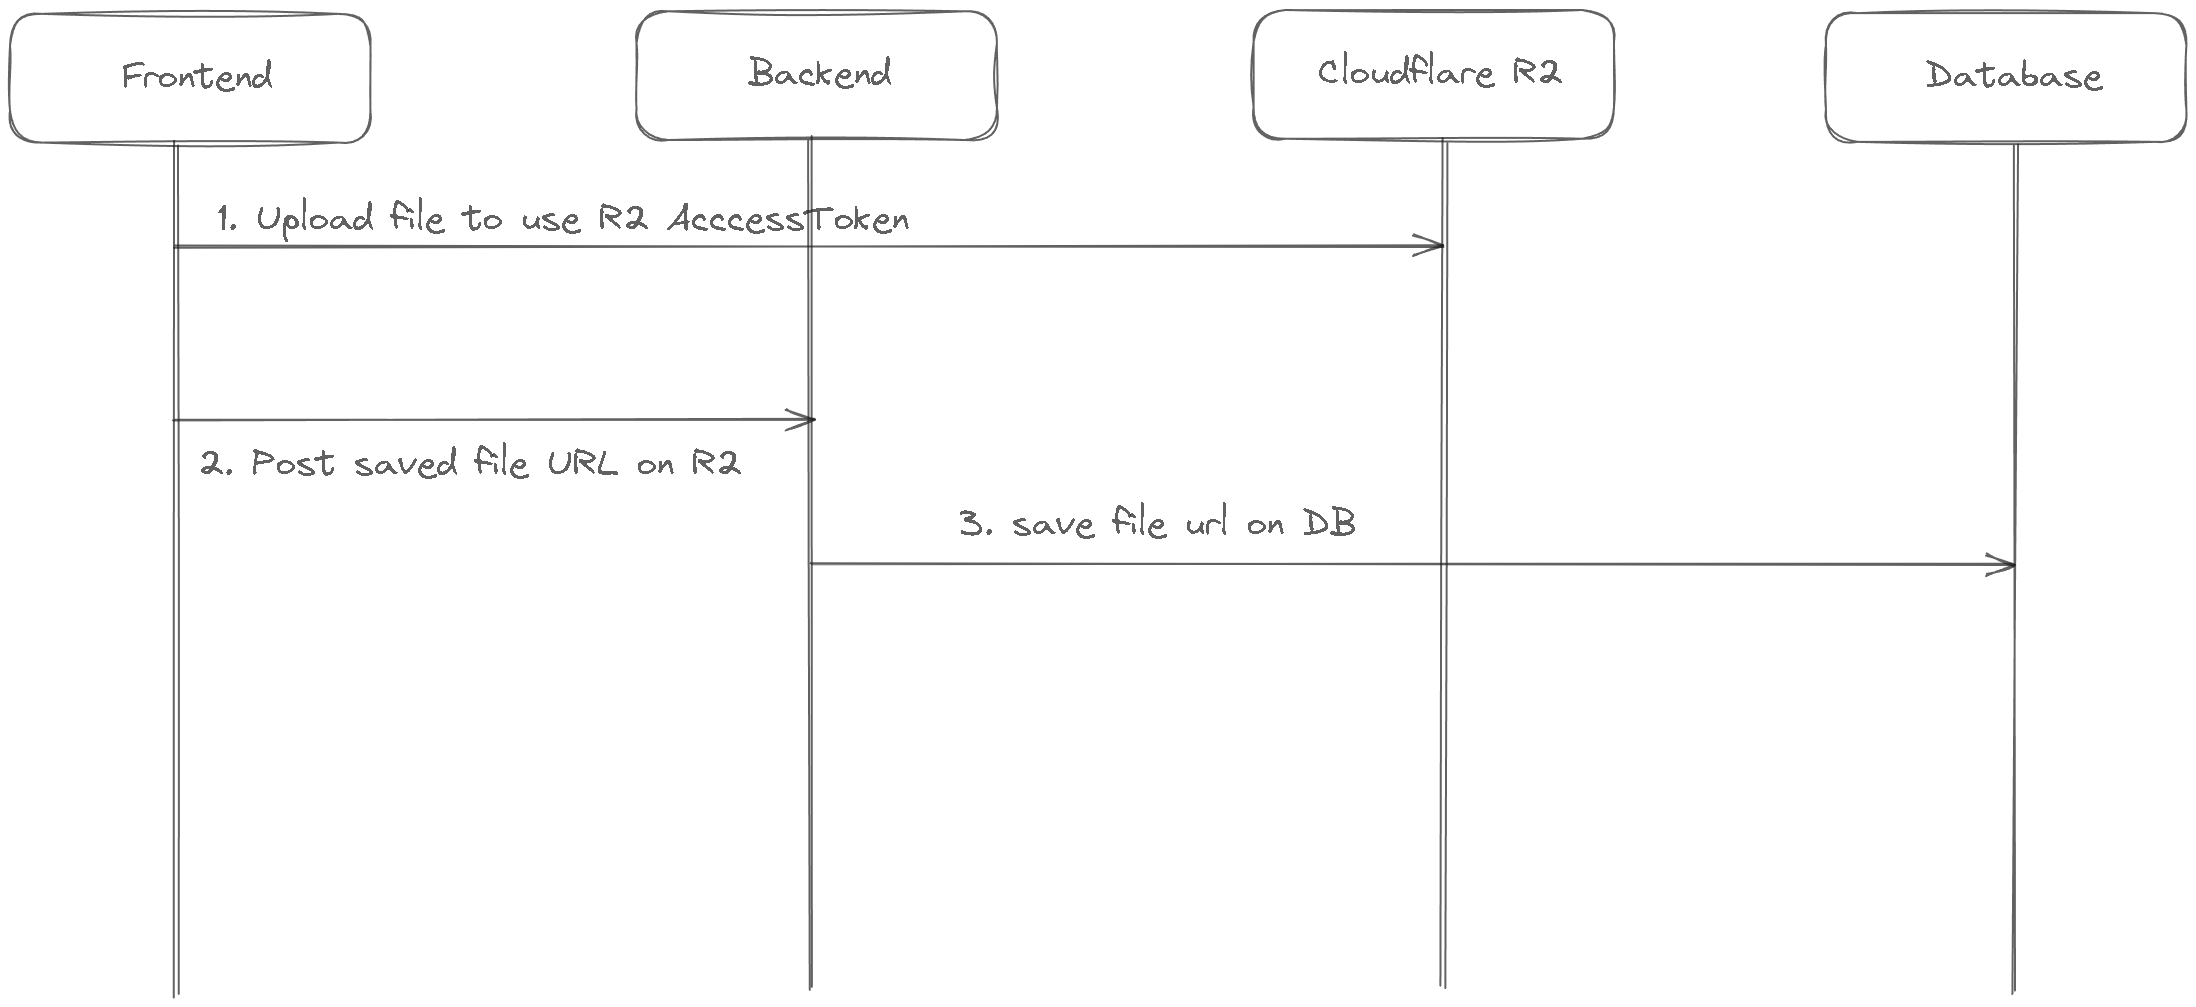 Frontend
Backend
Cloudflare R2
Database
1. Upload file to use R2 AcccessToken
2. Post saved file URL on R2
3. save file url on DB